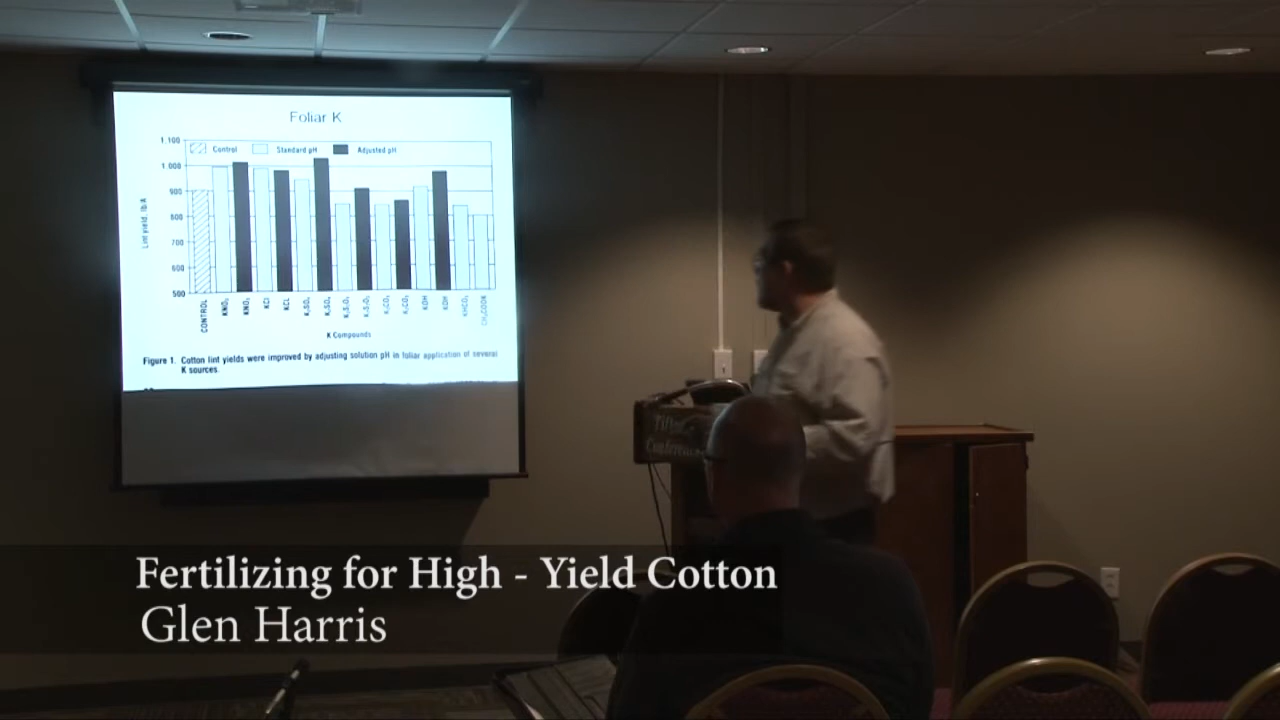 Foliar K
1 100
Control Standard pH Adjusted pH
1 000
900
800
700
600
500
Lint yield, lb/A
CONTROL KNO₃ KNO₃ KCl KCL K₂SO₄ K₂SO₄ K₂S₂O₃ K₂S₂O₃ K₂CO₃ K₂CO₃ KOH KOH KHCO₃ CH₃COOK
K Compounds
Figure 1. Cotton lint yields were improved by adjusting solution pH in foliar application of several
K sources.
Conference
Fertilizing for High - Yield Cotton
Glen Harris